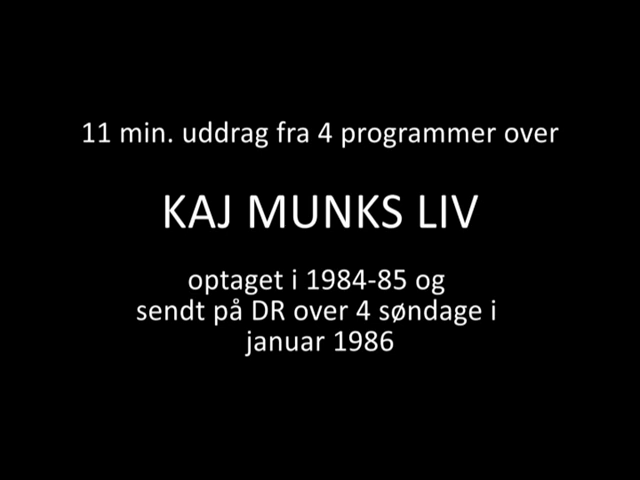 11 min. uddrag fra 4 programmer over
KAJ MUNKS LIV
optaget i 1984-85 og
sendt på DR over 4 søndage i
januar 1986